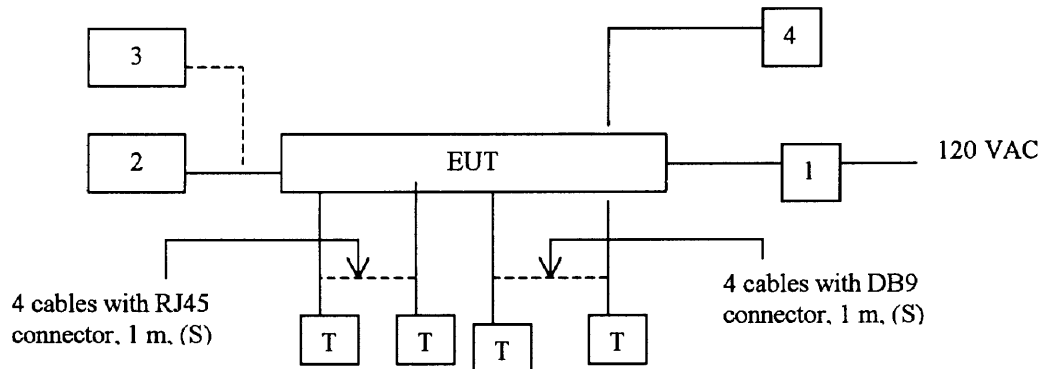 3
4
2
EUT
1
120 VAC
4 cables with RJ45
connector, 1 m, (S)
4 cables with DB9
connector, 1 m, (S)
T
T
T
T